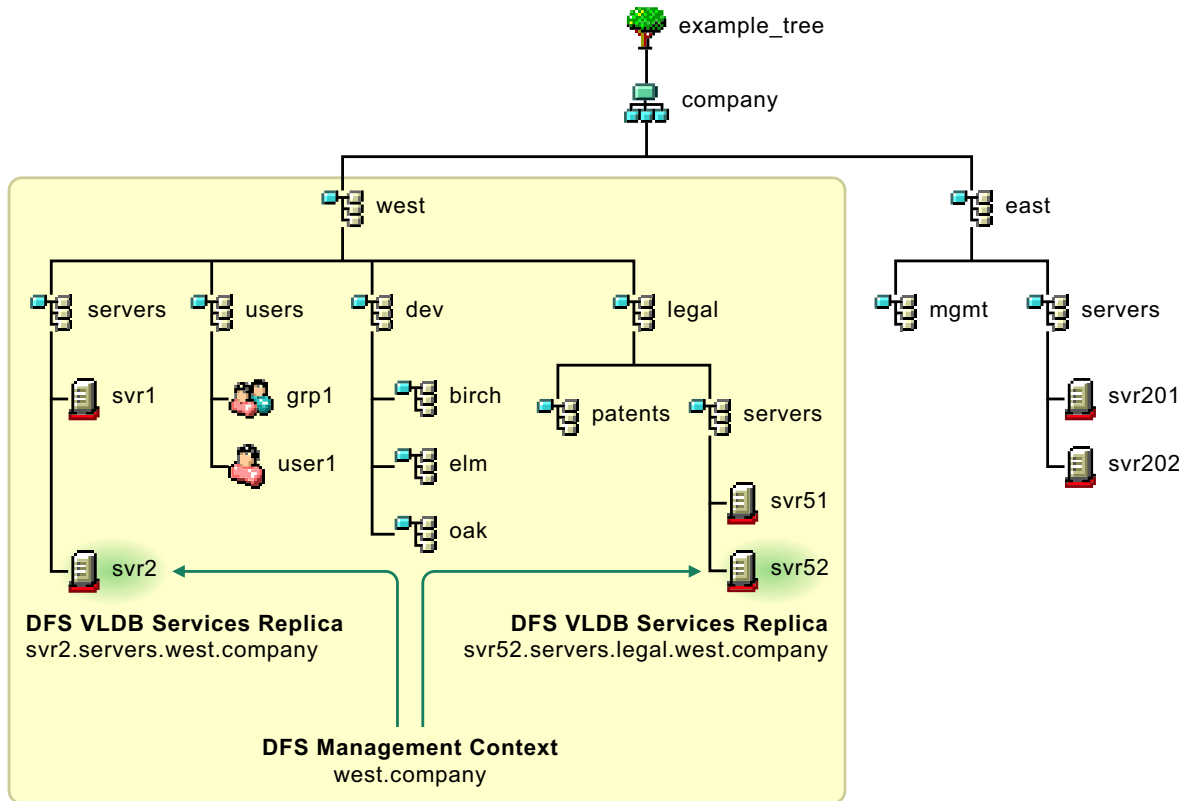 example_tree
company
west
east
servers
users
dev
legal
mgmt
servers
svr1
grp1
birch
patents
servers
svr201
user1
elm
svr202
svr51
oak
svr2
svr52
DFS VLDB Services Replica
svr2.servers.west.company
DFS VLDB Services Replica
svr52.servers.legal.west.company
DFS Management Context
west.company